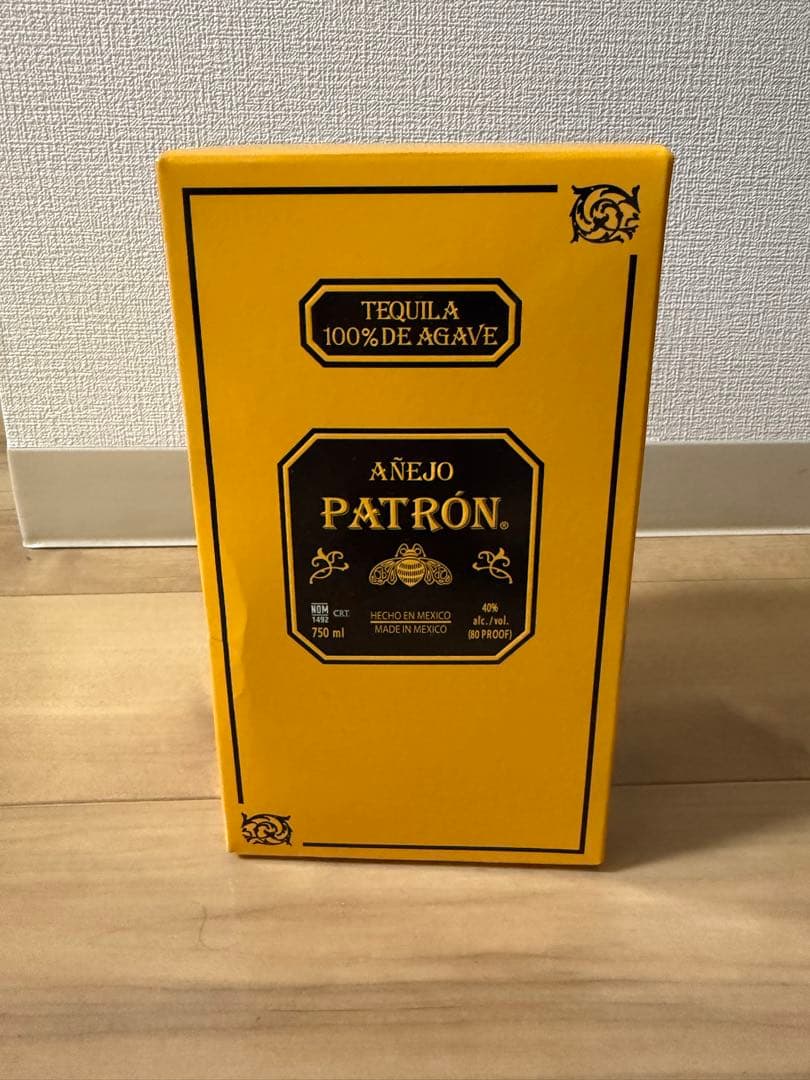 TEQUILA
100% DE AGAVE
AÑEJO
PATRÓN®
NOM
1492
CRT
750 ml
HECHO EN MEXICO
MADE IN MEXICO
40%
alc./vol.
(80 PROOF)